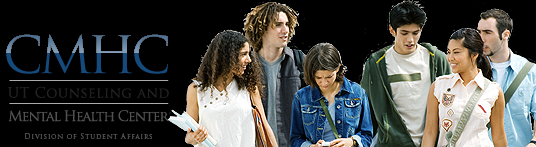 CMHC
UT COUNSELING AND
MENTAL HEALTH CENTER
DIVISION OF STUDENT AFFAIRS